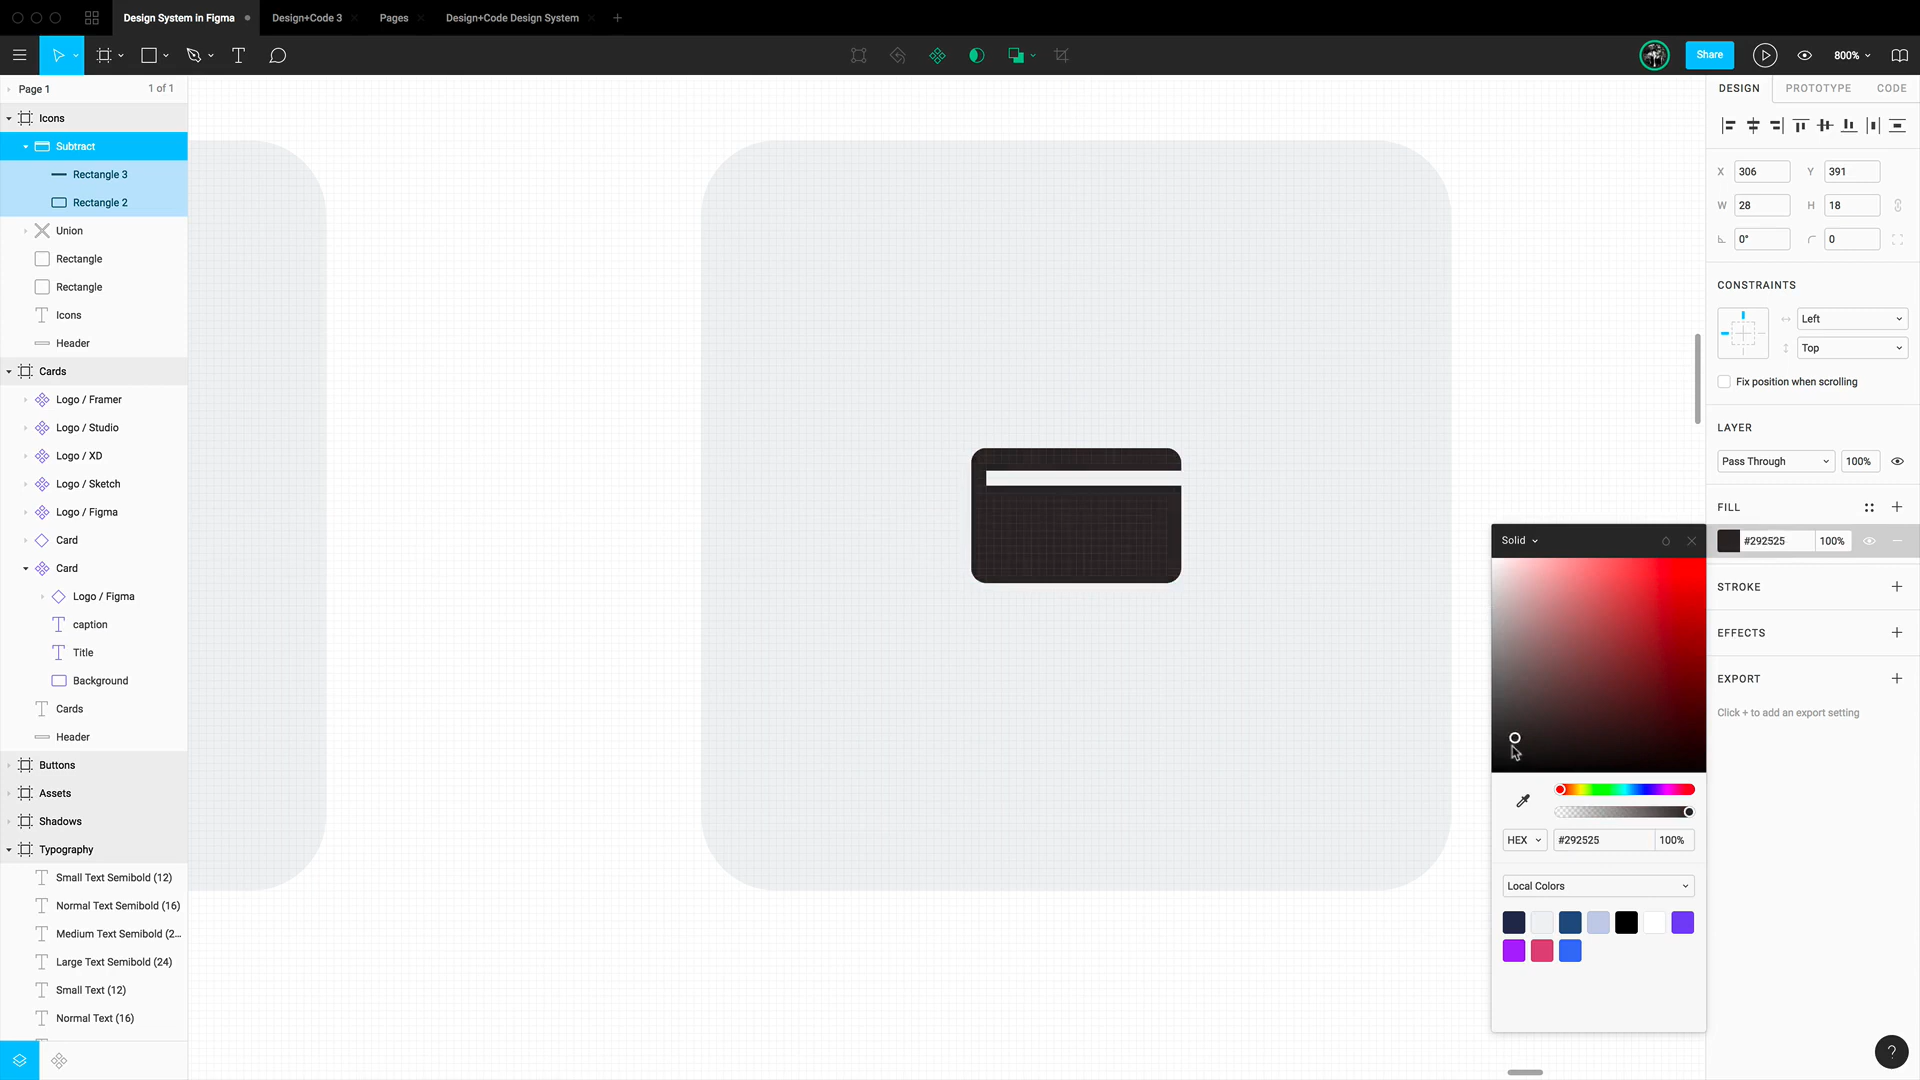 Design System in Figma
Design+Code 3
Pages
Design+Code Design System
Share
800%
Page 1
1 of 1
DESIGN
PROTOTYPE
CODE
Icons
Subtract
Rectangle 3
Rectangle 2
Union
Rectangle
Rectangle
Icons
Header
Cards
Logo / Framer
Logo / Studio
Logo / XD
Logo / Sketch
Logo / Figma
Card
Card
Logo / Figma
caption
Title
Background
Cards
Header
Buttons
Assets
Shadows
Typography
Small Text Semibold (12)
Normal Text Semibold (16)
Medium Text Semibold (2...
Large Text Semibold (24)
Small Text (12)
Normal Text (16)
X 306 Y 391
W 28 H 18
0° 0
CONSTRAINTS
Left
Top
Fix position when scrolling
LAYER
Pass Through 100%
FILL
#292525 100%
STROKE
EFFECTS
EXPORT
Click + to add an export setting
Solid
HEX #292525 100%
Local Colors
?